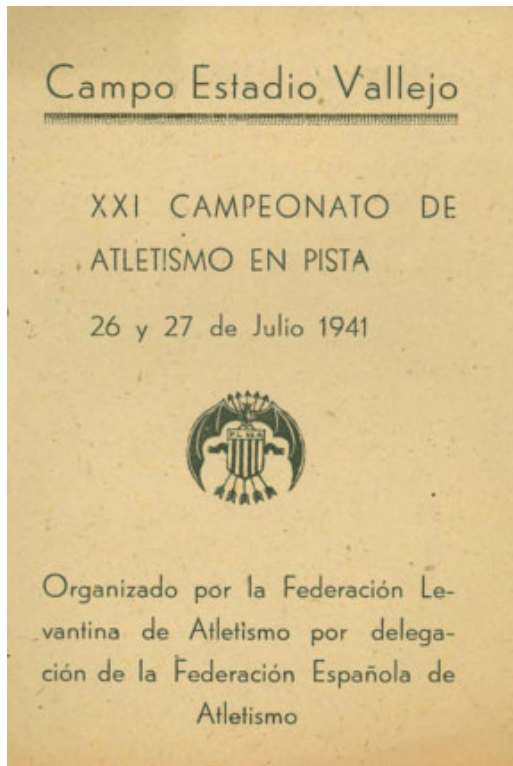 Campo Estadio Vallejo
XXI CAMPEONATO DE
ATLETISMO EN PISTA
26 y 27 de Julio 1941
Organizado por la Federación Le-
vantina de Atletismo por delega-
ción de la Federación Española de
Atletismo